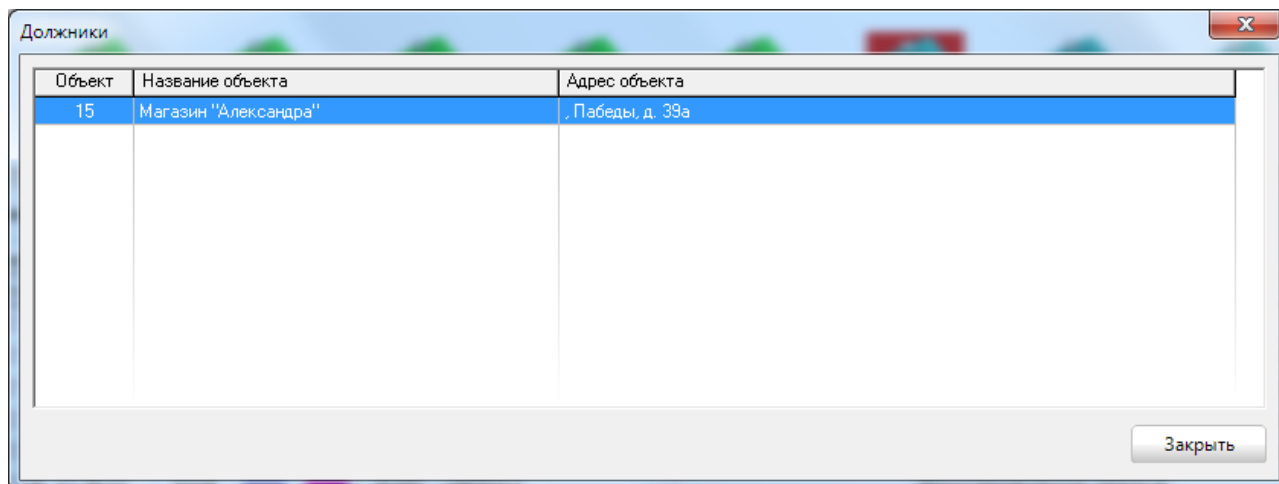 Должники
Объект Название объекта Адрес объекта
15 Магазин "Александра" , Пабеды, д. 39а
Закрыть